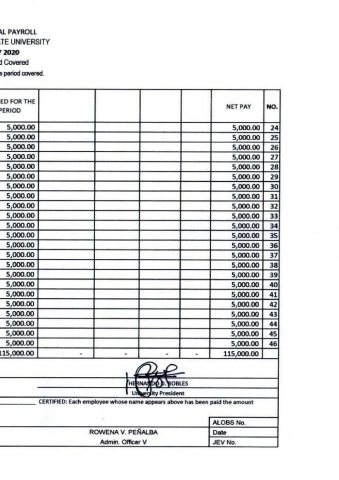 AL PAYROLL
TE UNIVERSITY
Y 2020
d Covered
e period covered.
ED FOR THE PERIOD NET PAY NO.
5,000.00 5,000.00 24
5,000.00 5,000.00 25
5,000.00 5,000.00 26
5,000.00 5,000.00 27
5,000.00 5,000.00 28
5,000.00 5,000.00 29
5,000.00 5,000.00 30
5,000.00 5,000.00 31
5,000.00 5,000.00 32
5,000.00 5,000.00 33
5,000.00 5,000.00 34
5,000.00 5,000.00 35
5,000.00 5,000.00 36
5,000.00 5,000.00 37
5,000.00 5,000.00 38
5,000.00 5,000.00 39
5,000.00 5,000.00 40
5,000.00 5,000.00 41
5,000.00 5,000.00 42
5,000.00 5,000.00 43
5,000.00 5,000.00 44
5,000.00 5,000.00 45
5,000.00 5,000.00 46
115,000.00 - - - - 115,000.00
ROBLES
University President
CERTIFIED: Each employee whose name appears above has been paid the amount
ALOBS No.
ROWENA V. PEÑALBA Date
Admin. Officer V JEV No.